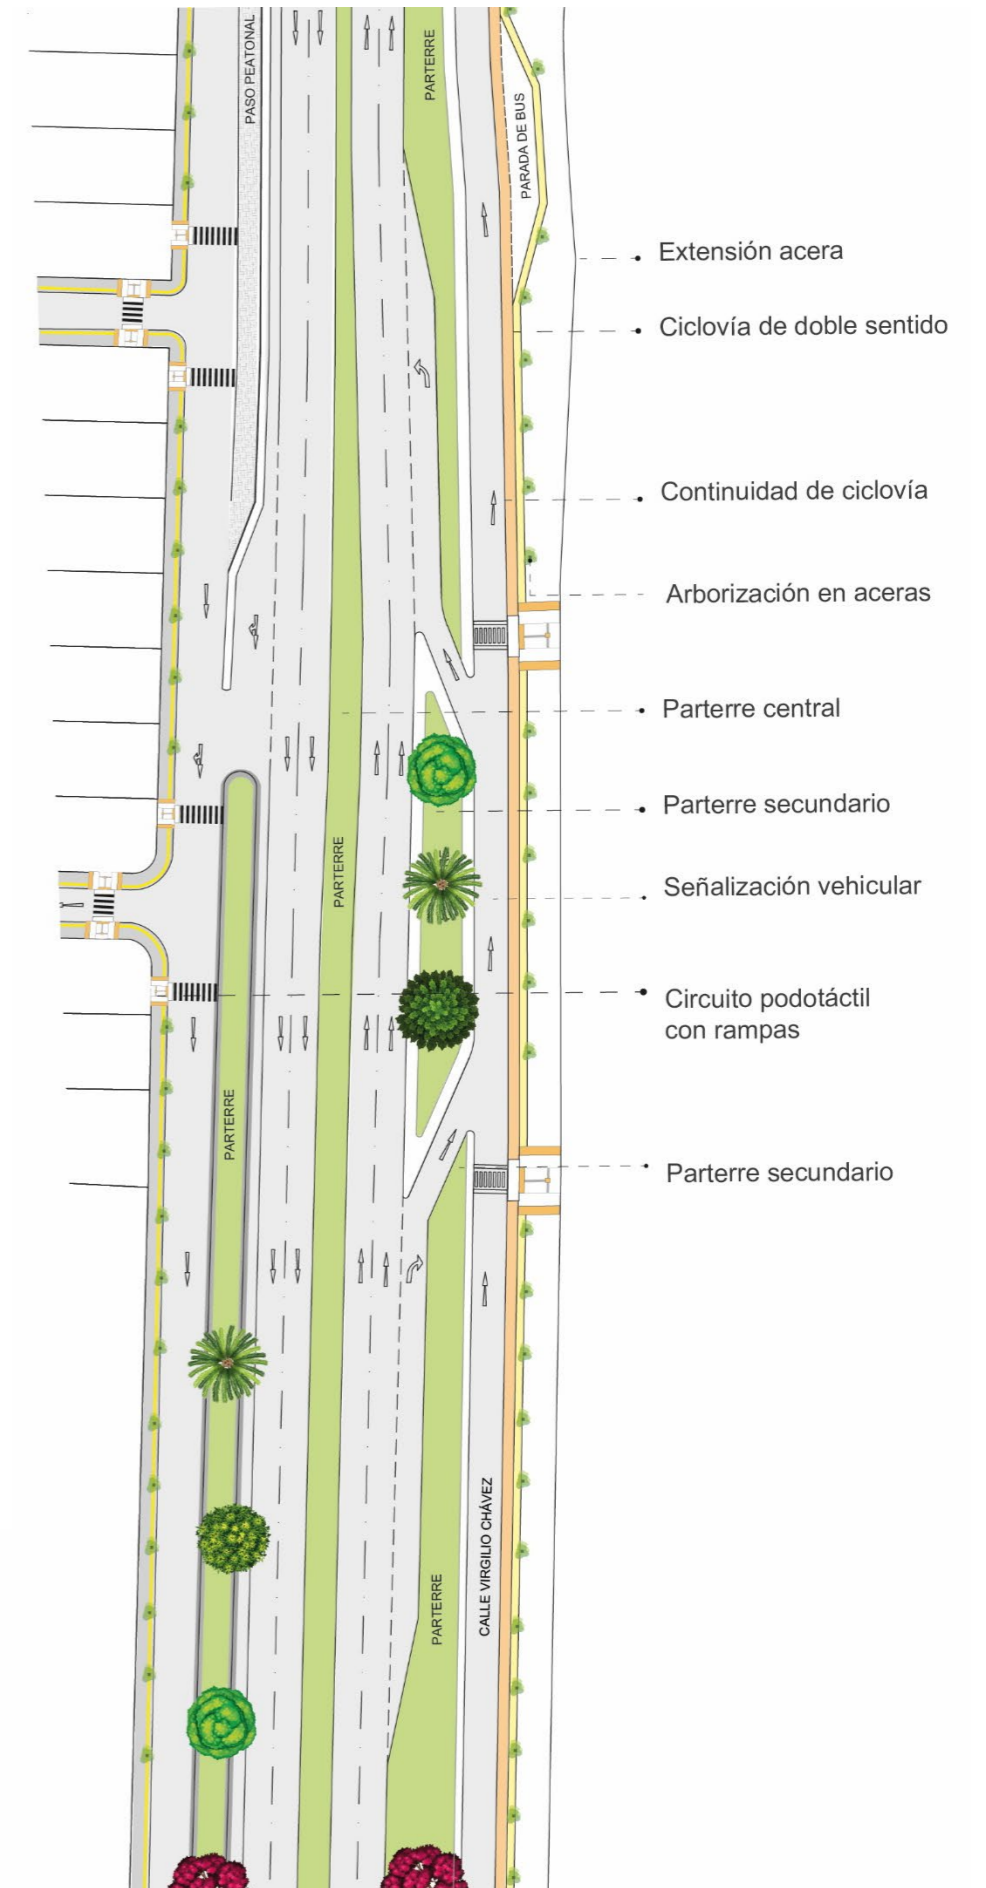 PASO PEATONAL
PARTERRE
PARADA DE BUS
Extensión acera
Ciclovía de doble sentido
Continuidad de ciclovía
Arborización en aceras
Parterre central
Parterre secundario
PARTERRE
Señalización vehicular
Circuito podotáctil
con rampas
PARTERRE
Parterre secundario
CALLE VIRGILIO CHÁVEZ
PARTERRE